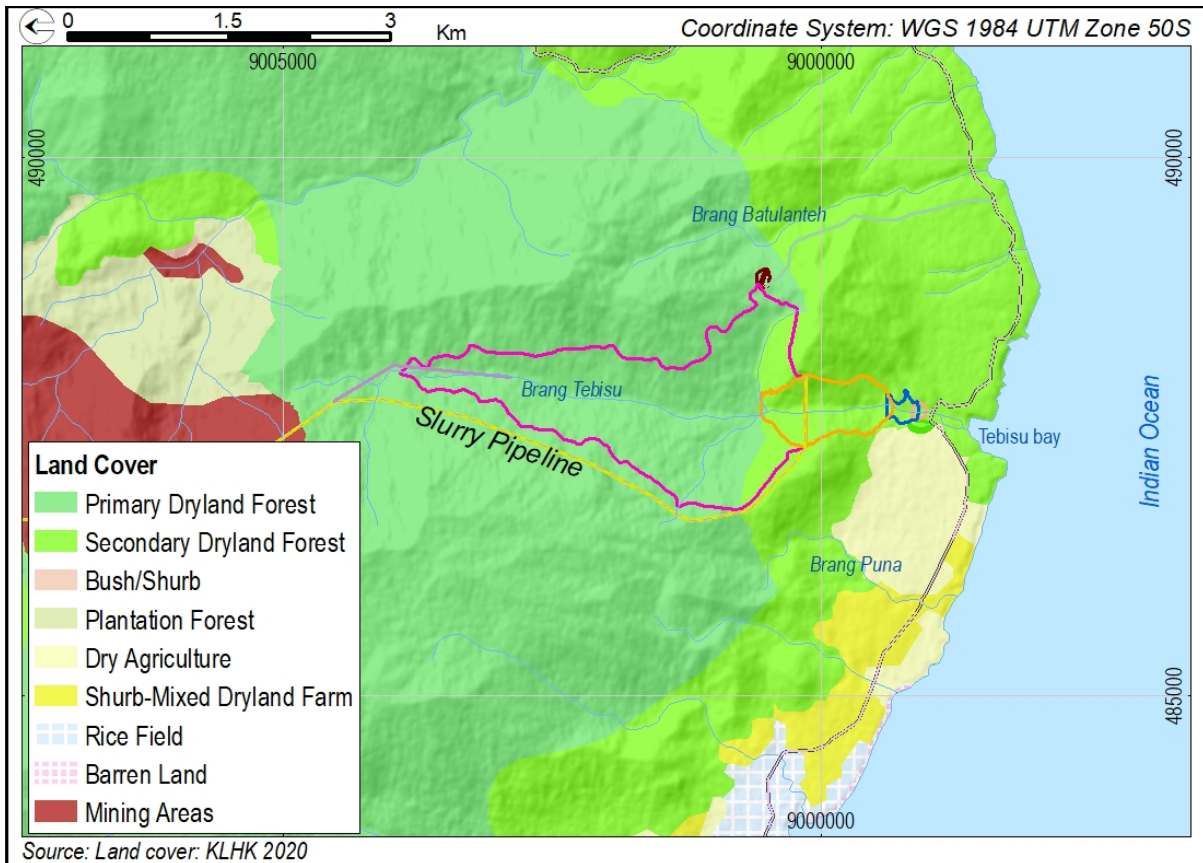 0 1.5 3
Km
Coordinate System: WGS 1984 UTM Zone 50S
9005000 9000000
490000 490000
Brang Batulanteh
Brang Tebisu
Slurry Pipeline
Tebisu bay
Indian Ocean
Brang Puna
Land Cover
Primary Dryland Forest
Secondary Dryland Forest
Bush/Shurb
Plantation Forest
Dry Agriculture
Shurb-Mixed Dryland Farm
Rice Field
Barren Land
Mining Areas
485000
9000000
Source: Land cover: KLHK 2020